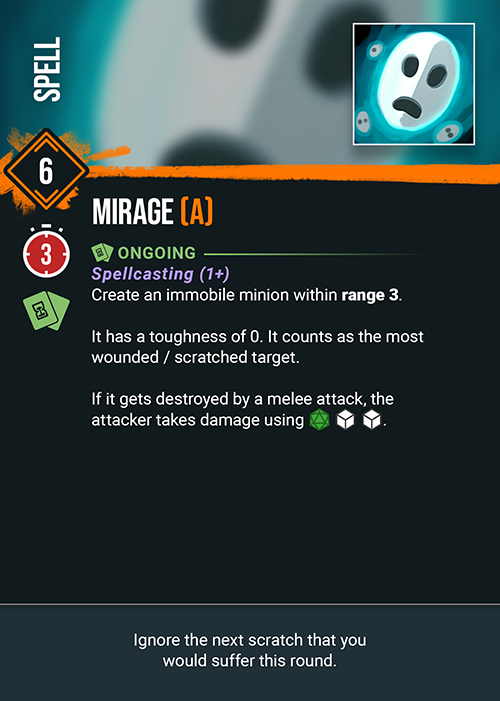 SPELL
6
MIRAGE (A)
3
ONGOING
Spellcasting (1+)
Create an immobile minion within range 3.
It has a toughness of 0. It counts as the most
wounded / scratched target.
If it gets destroyed by a melee attack, the
attacker takes damage using .
Ignore the next scratch that you
would suffer this round.